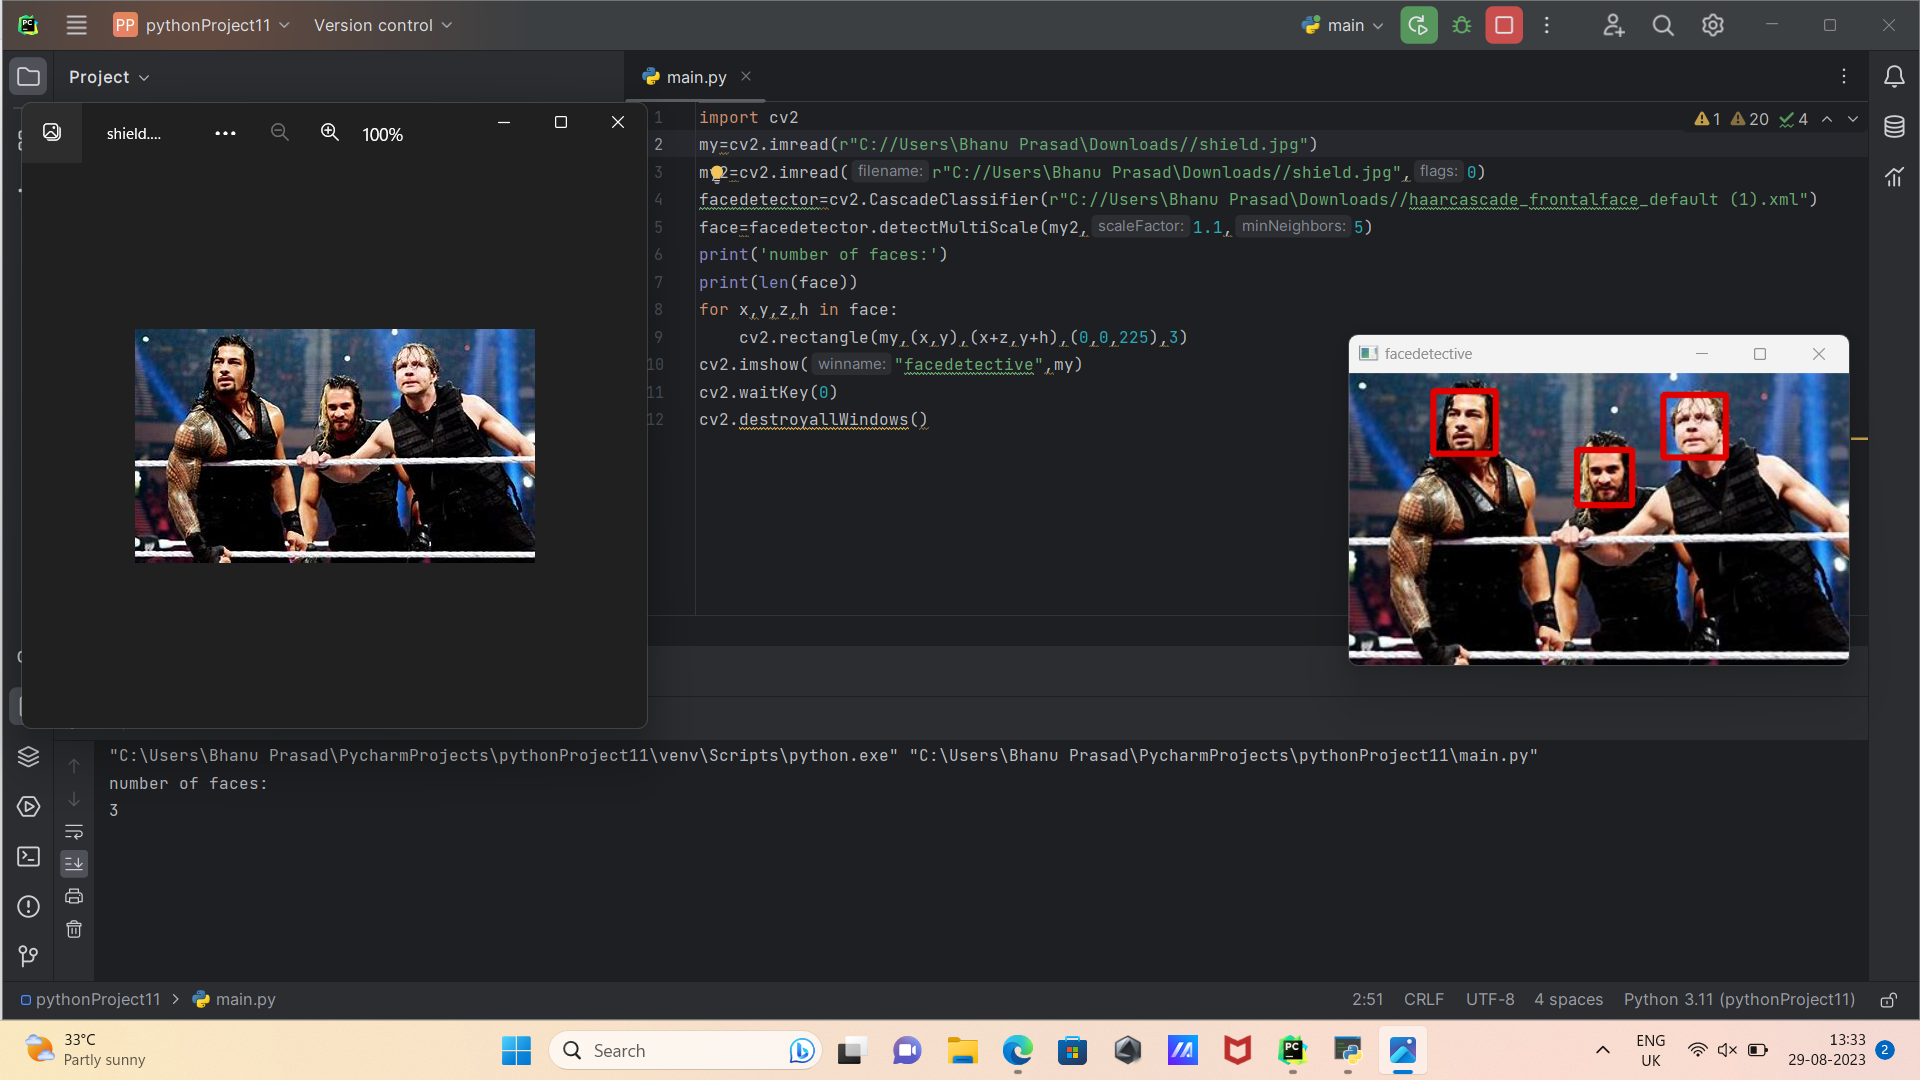 PC
PP pythonProject11
Version control
main
Project
main.py
shield....
100%
1 import cv2
2 my=cv2.imread(r"C://Users\Bhanu Prasad\Downloads//shield.jpg")
3 my2=cv2.imread( filename: r"C://Users\Bhanu Prasad\Downloads//shield.jpg", flags: 0)
4 facedetector=cv2.CascadeClassifier(r"C://Users\Bhanu Prasad\Downloads//haarcascade_frontalface_default (1).xml")
5 face=facedetector.detectMultiScale(my2, scaleFactor: 1.1, minNeighbors: 5)
6 print('number of faces:')
7 print(len(face))
8 for x,y,z,h in face:
9 cv2.rectangle(my,(x,y),(x+z,y+h),(0,0,225),3)
10 cv2.imshow( winname: "facedetective",my)
11 cv2.waitKey(0)
12 cv2.destroyallWindows()
1 20 4
facedetective
"C:\Users\Bhanu Prasad\PycharmProjects\pythonProject11\venv\Scripts\python.exe" "C:\Users\Bhanu Prasad\PycharmProjects\pythonProject11\main.py"
number of faces:
3
pythonProject11 > main.py
2:51 CRLF UTF-8 4 spaces Python 3.11 (pythonProject11)
33°C
Partly sunny
Search
PC
ENG
UK
13:33
29-08-2023
2